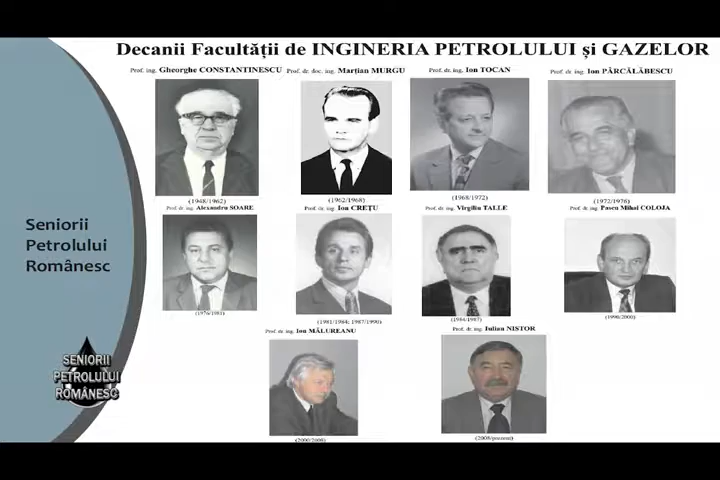 Decanii Facultății de INGINERIA PETROLULUI și GAZELOR
Prof. ing. Gheorghe CONSTANTINESCU
Prof. dr. doc. ing. Marțian MURGU
Prof. dr. ing. Ion TOCAN
Prof. dr. ing. Ion PÂRCĂLĂBESCU
(1948/1962)
(1962/1968)
(1968/1972)
(1972/1976)
Prof. dr. ing. Alexandru SOARE
Prof. dr. ing. Ion CREȚU
Prof. dr. ing. Virgiliu TALLE
Prof. dr. ing. Pascu Mihai COLOJA
(1976/1981)
(1981/1984; 1987/1990)
(1984/1987)
(1990/2000)
Prof. dr. ing. Ion MĂLUREANU
Prof. dr. ing. Iulian NISTOR
(2000/2008)
(2008/prezent)
Seniorii
Petrolului
Românesc
SENIORII
PETROLULUI
ROMÂNESC